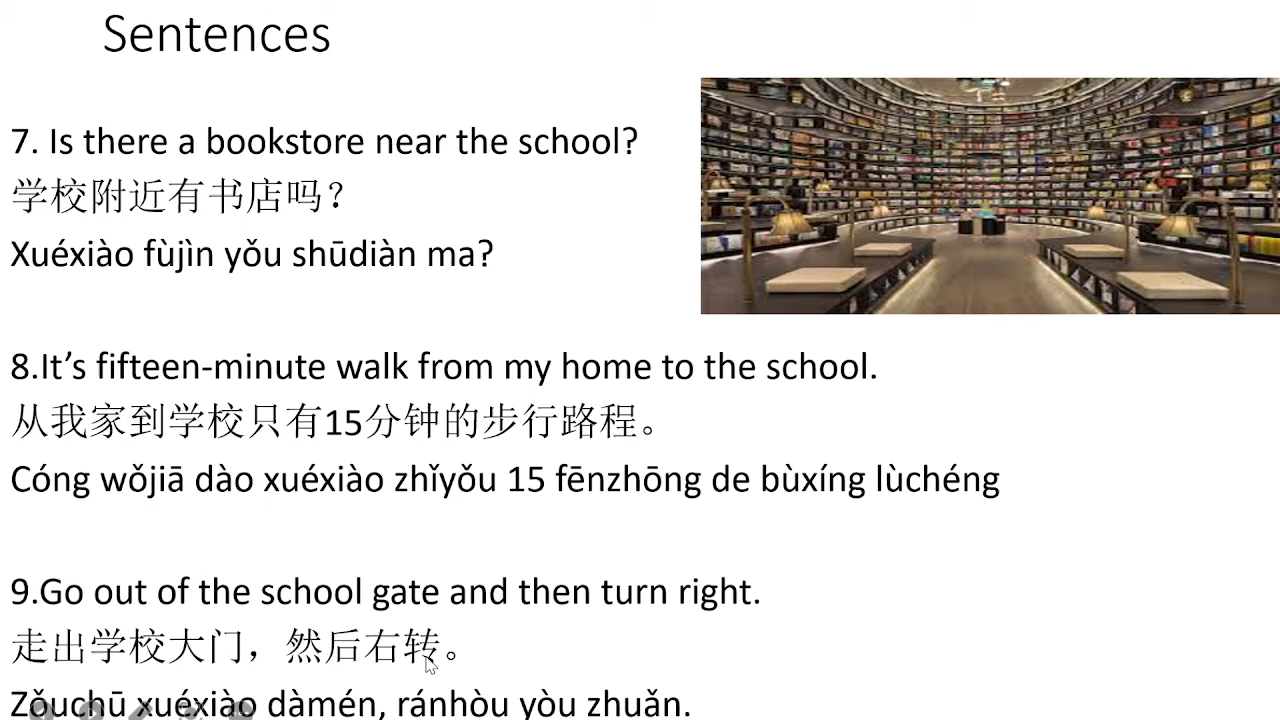 Sentences
7. Is there a bookstore near the school?
学校附近有书店吗？
Xuéxiào fùjìn yǒu shūdiàn ma?
8.It’s fifteen-minute walk from my home to the school.
从我家到学校只有15分钟的步行路程。
Cóng wǒjiā dào xuéxiào zhǐyǒu 15 fēnzhōng de bùxíng lùchéng
9.Go out of the school gate and then turn right.
走出学校大门，然后右转。
Zǒuchū xuéxiào dàmén, ránhòu yòu zhuǎn.